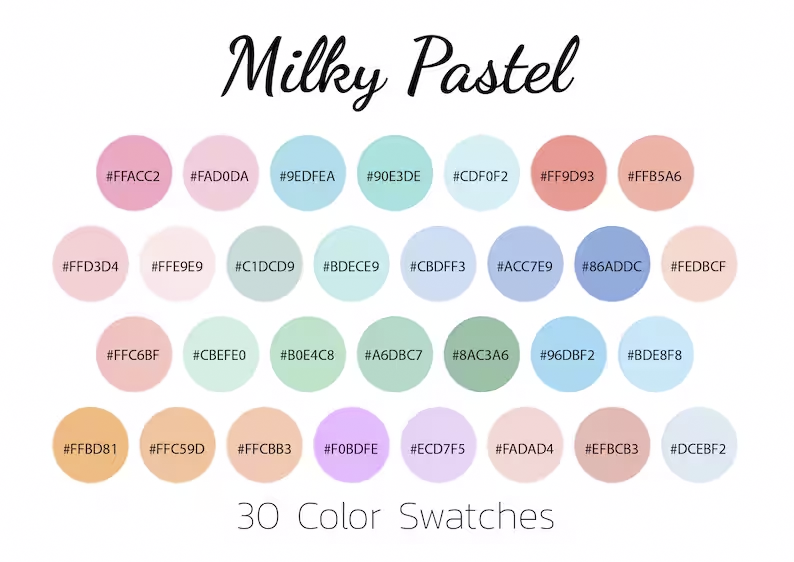 Milky Pastel
#FFACC2 #FAD0DA #9EDFEA #90E3DE #CDF0F2 #FF9D93 #FFB5A6
#FFD3D4 #FFE9E9 #C1DCD9 #BDECE9 #CBDFF3 #ACC7E9 #86ADDC #FEDBCF
#FFC6BF #CBEFE0 #B0E4C8 #A6DBC7 #8AC3A6 #96DBF2 #BDE8F8
#FFBD81 #FFC59D #FFCBB3 #F0BDFE #ECD7F5 #FADAD4 #EFBCB3 #DCEBF2
30 Color Swatches